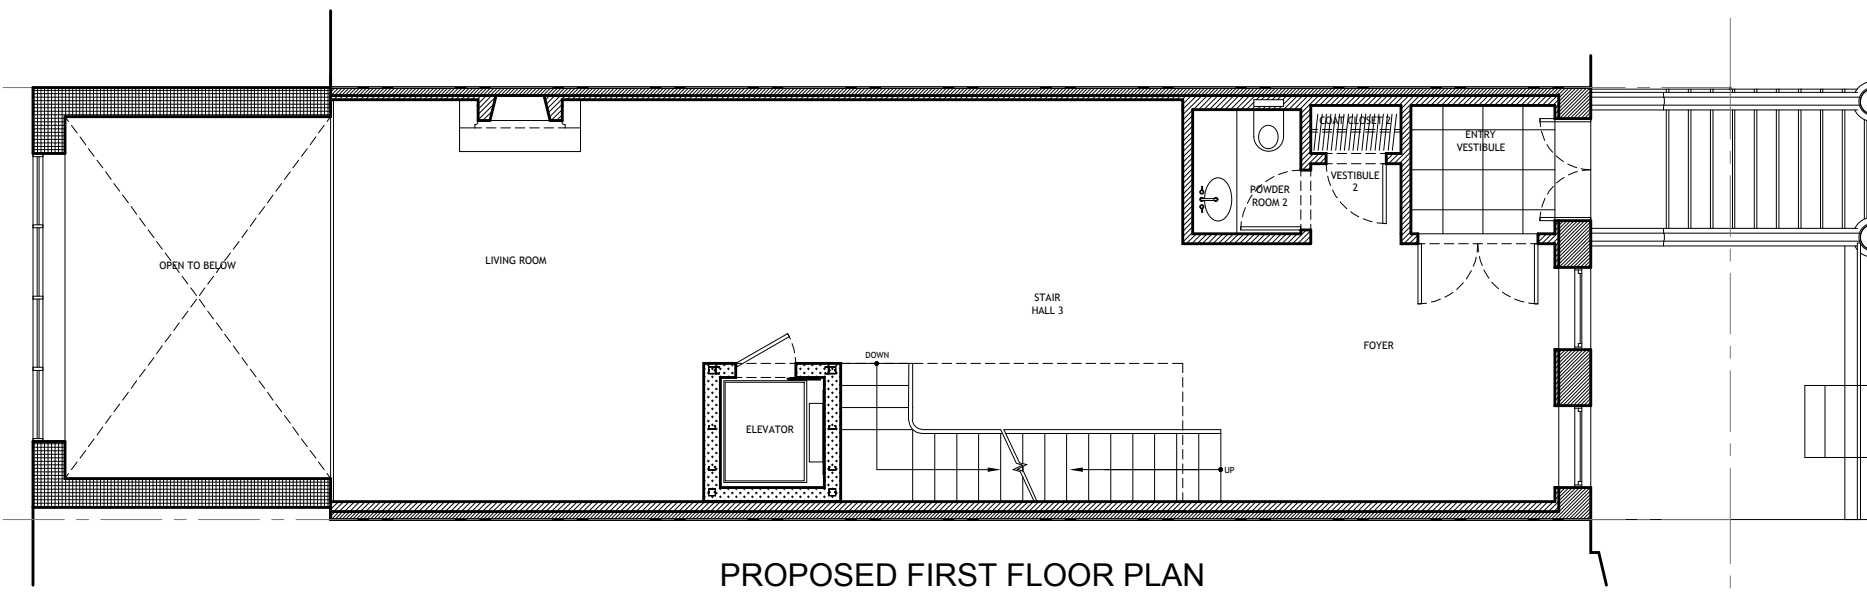 COAT CLOSET 2
ENTRY
VESTIBULE
VESTIBULE
2
POWDER
ROOM 2
OPEN TO BELOW
LIVING ROOM
STAIR
HALL 3
FOYER
DOWN
ELEVATOR
UP
PROPOSED FIRST FLOOR PLAN